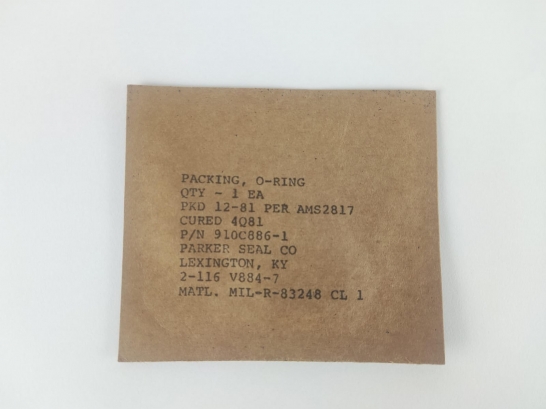 PACKING, O-RING
QTY - 1 EA
PKD 12-81 PER AMS2817
CURED 4Q81
P/N 910C886-1
PARKER SEAL CO
LEXINGTON, KY
2-116 V884-7
MATL. MIL-R-83248 CL 1